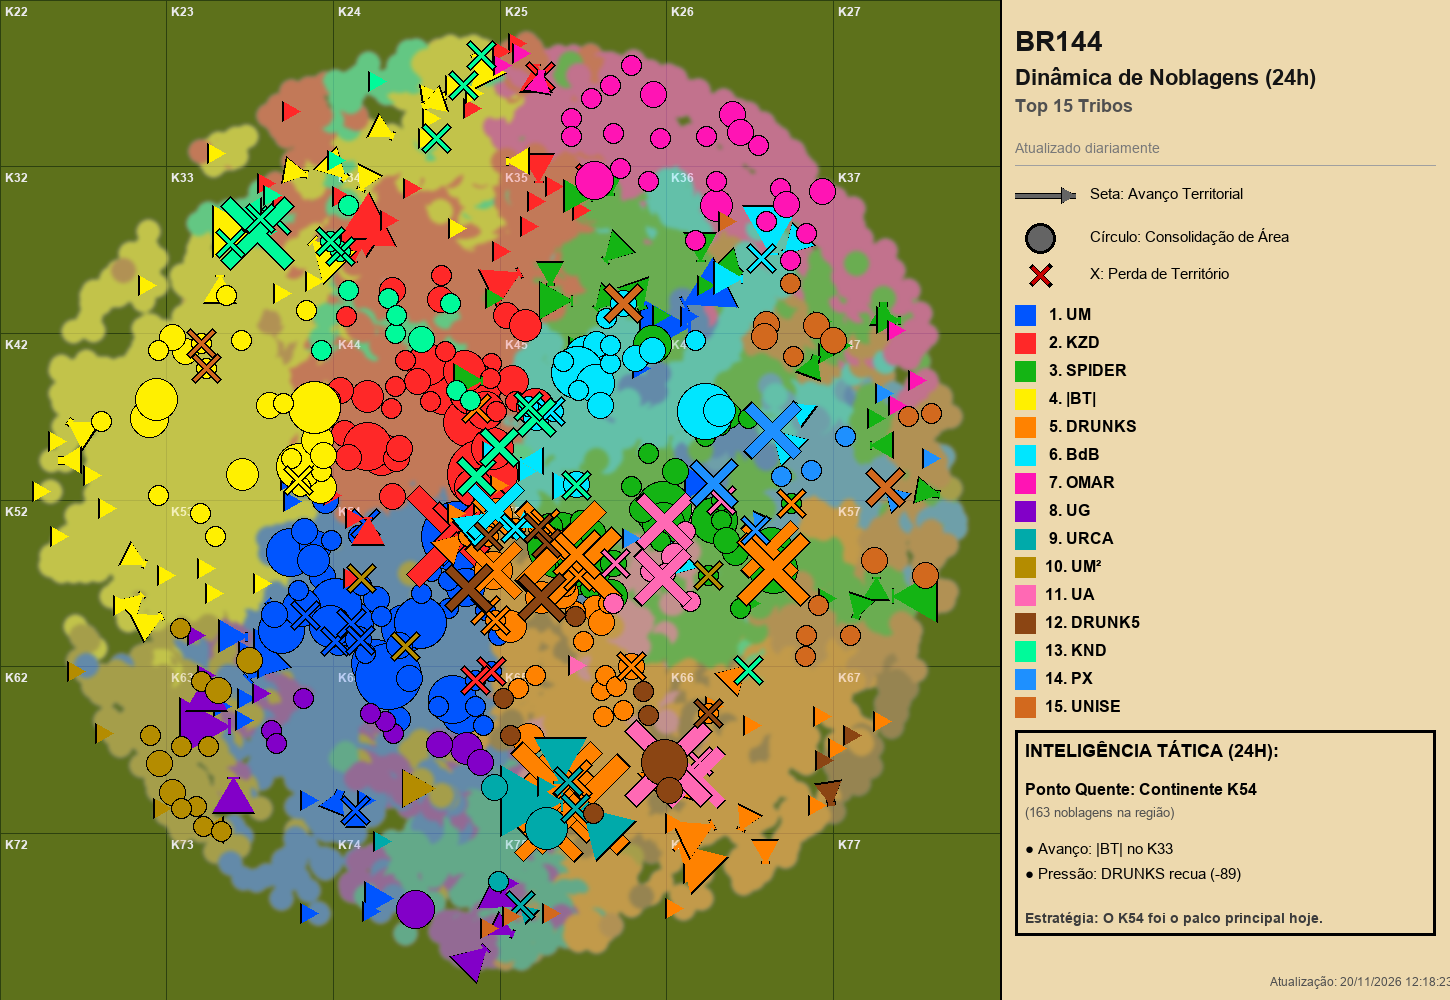 K22 K23 K24 K25 K26 K27
K32 K33 K34 K35 K36 K37
K42 K44 K45
K52 K57
K62 K66 K67
K72 K73 K74 K77
BR144
Dinâmica de Noblagens (24h)
Top 15 Tribos
Atualizado diariamente
Seta: Avanço Territorial
Círculo: Consolidação de Área
X: Perda de Território
1. UM
2. KZD
3. SPIDER
4. |BT|
5. DRUNKS
6. BdB
7. OMAR
8. UG
9. URCA
10. UM²
11. UA
12. DRUNK5
13. KND
14. PX
15. UNISE
INTELIGÊNCIA TÁTICA (24H):
Ponto Quente: Continente K54
(163 noblagens na região)
● Avanço: |BT| no K33
● Pressão: DRUNKS recua (-89)
Estratégia: O K54 foi o palco principal hoje.
Atualização: 20/11/2026 12:18:23